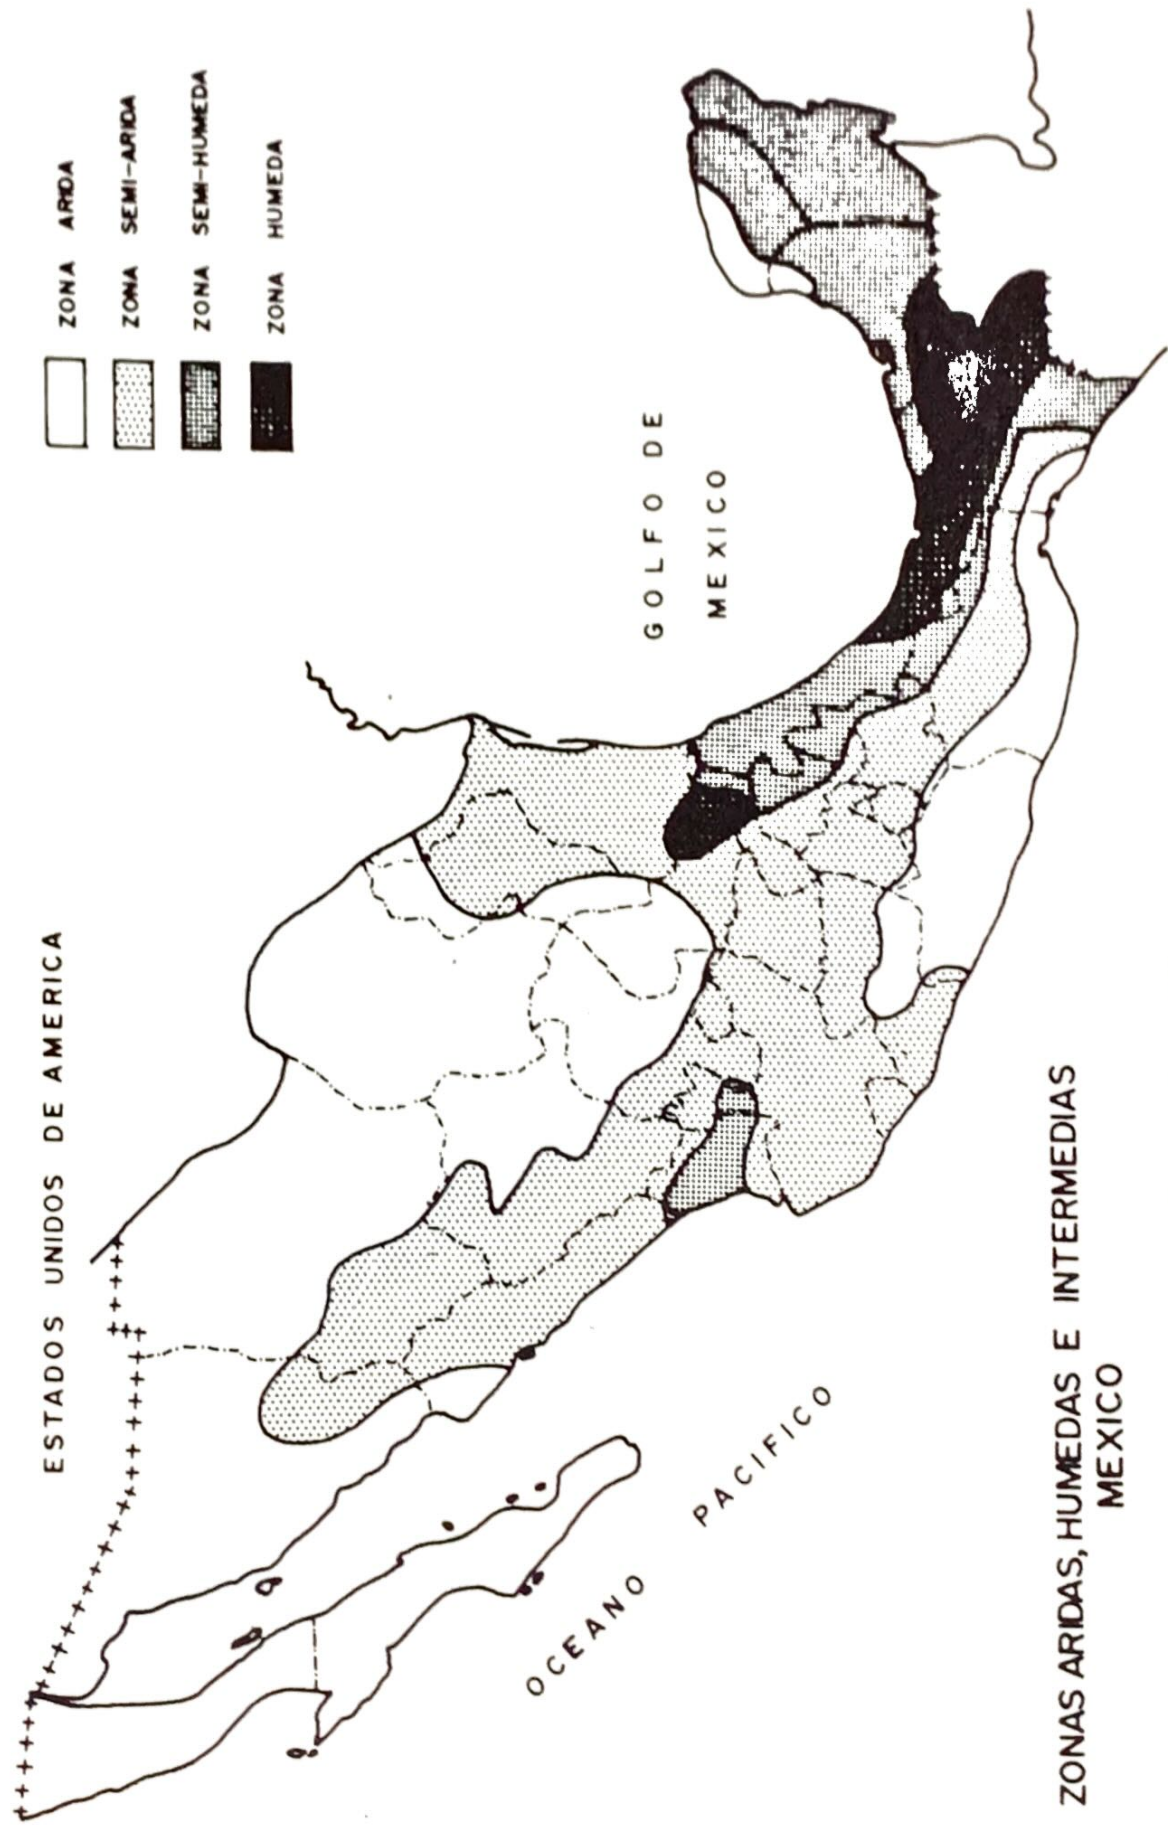 ESTADOS UNIDOS DE AMERICA
ZONA ARIDA
ZONA SEMI-ARIDA
ZONA SEMI-HUMEDA
ZONA HUMEDA
GOLFO DE
MEXICO
OCEANO PACIFICO
ZONAS ARIDAS, HUMEDAS E INTERMEDIAS
MEXICO